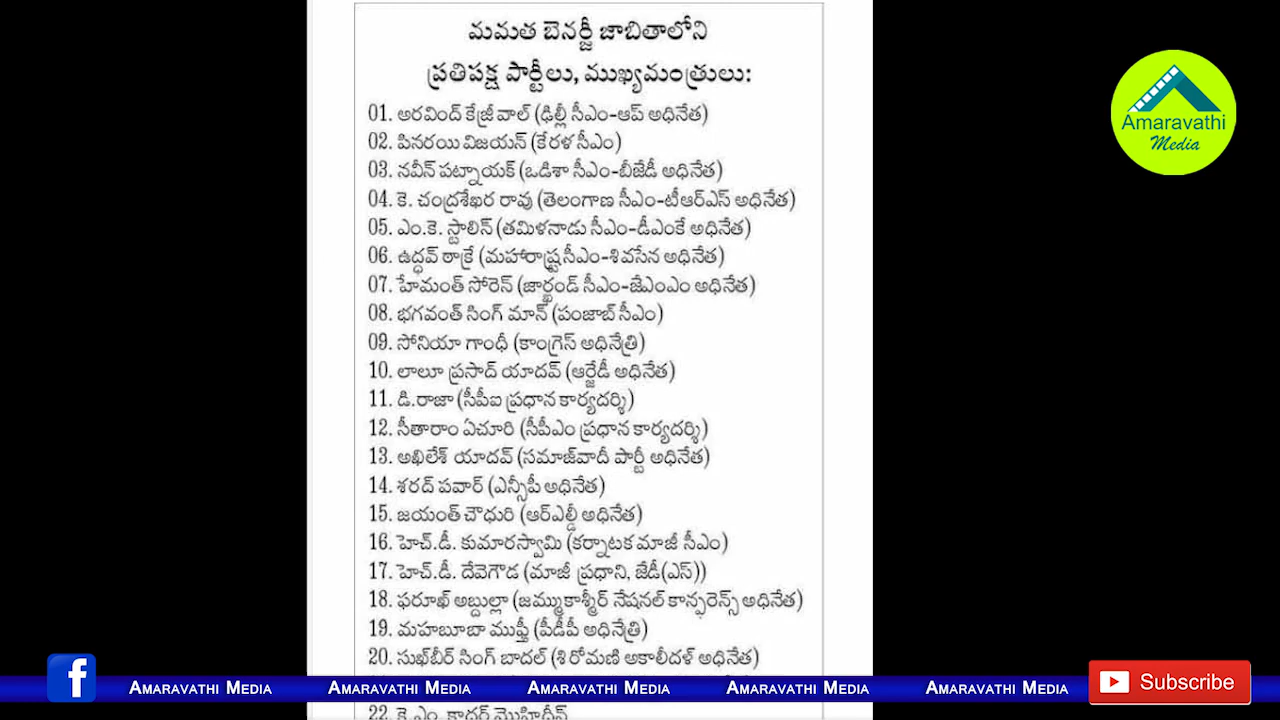 మమత బెనర్జీ జాబితాలోని
ప్రతిపక్ష పార్టీలు, ముఖ్యమంత్రులు:
01. అరవింద్ కేజ్రీవాల్ (ఢిల్లీ సీఎం-ఆప్ అధినేత)
02. పినరయి విజయన్ (కేరళ సీఎం)
03. నవీన్ పట్నాయక్ (ఒడిశా సీఎం-బీజేడీ అధినేత)
04. కె. చంద్రశేఖర రావు (తెలంగాణ సీఎం-టీఆర్ఎస్ అధినేత)
05. ఎం.కె. స్టాలిన్ (తమిళనాడు సీఎం-డీఎంకే అధినేత)
06. ఉద్ధవ్ ఠాక్రే (మహారాష్ట్ర సీఎం-శివసేన అధినేత)
07. హేమంత్ సోరెన్ (జార్ఖండ్ సీఎం-జేఎంఎం అధినేత)
08. భగవంత్ సింగ్ మాన్ (పంజాబ్ సీఎం)
09. సోనియా గాంధీ (కాంగ్రెస్ అధినేత్రి)
10. లాలూ ప్రసాద్ యాదవ్ (ఆర్జేడీ అధినేత)
11. డి.రాజా (సీపీఐ ప్రధాన కార్యదర్శి)
12. సీతారాం ఏచూరి (సీపీఎం ప్రధాన కార్యదర్శి)
13. అఖిలేశ్ యాదవ్ (సమాజ్‌వాదీ పార్టీ అధినేత)
14. శరద్ పవార్ (ఎన్సీపీ అధినేత)
15. జయంత్ చౌధురి (ఆర్ఎల్డీ అధినేత)
16. హెచ్.డీ. కుమారస్వామి (కర్నాటక మాజీ సీఎం)
17. హెచ్.డీ. దేవెగౌడ (మాజీ ప్రధాని, జేడీ(ఎస్))
18. ఫరూఖ్ అబ్దుల్లా (జమ్ముకాశ్మీర్ నేషనల్ కాన్ఫరెన్స్ అధినేత)
19. మహబూబా ముఫ్తీ (పీడీపీ అధినేత్రి)
20. సుఖ్‌బీర్ సింగ్ బాదల్ (శిరోమణి అకాలీదళ్ అధినేత)
22. కె.ఎం. కాదర్ మొహిదీన్
Amaravathi
Media
f
Amaravathi Media Amaravathi Media Amaravathi Media Amaravathi Media Amaravathi Media
Subscribe